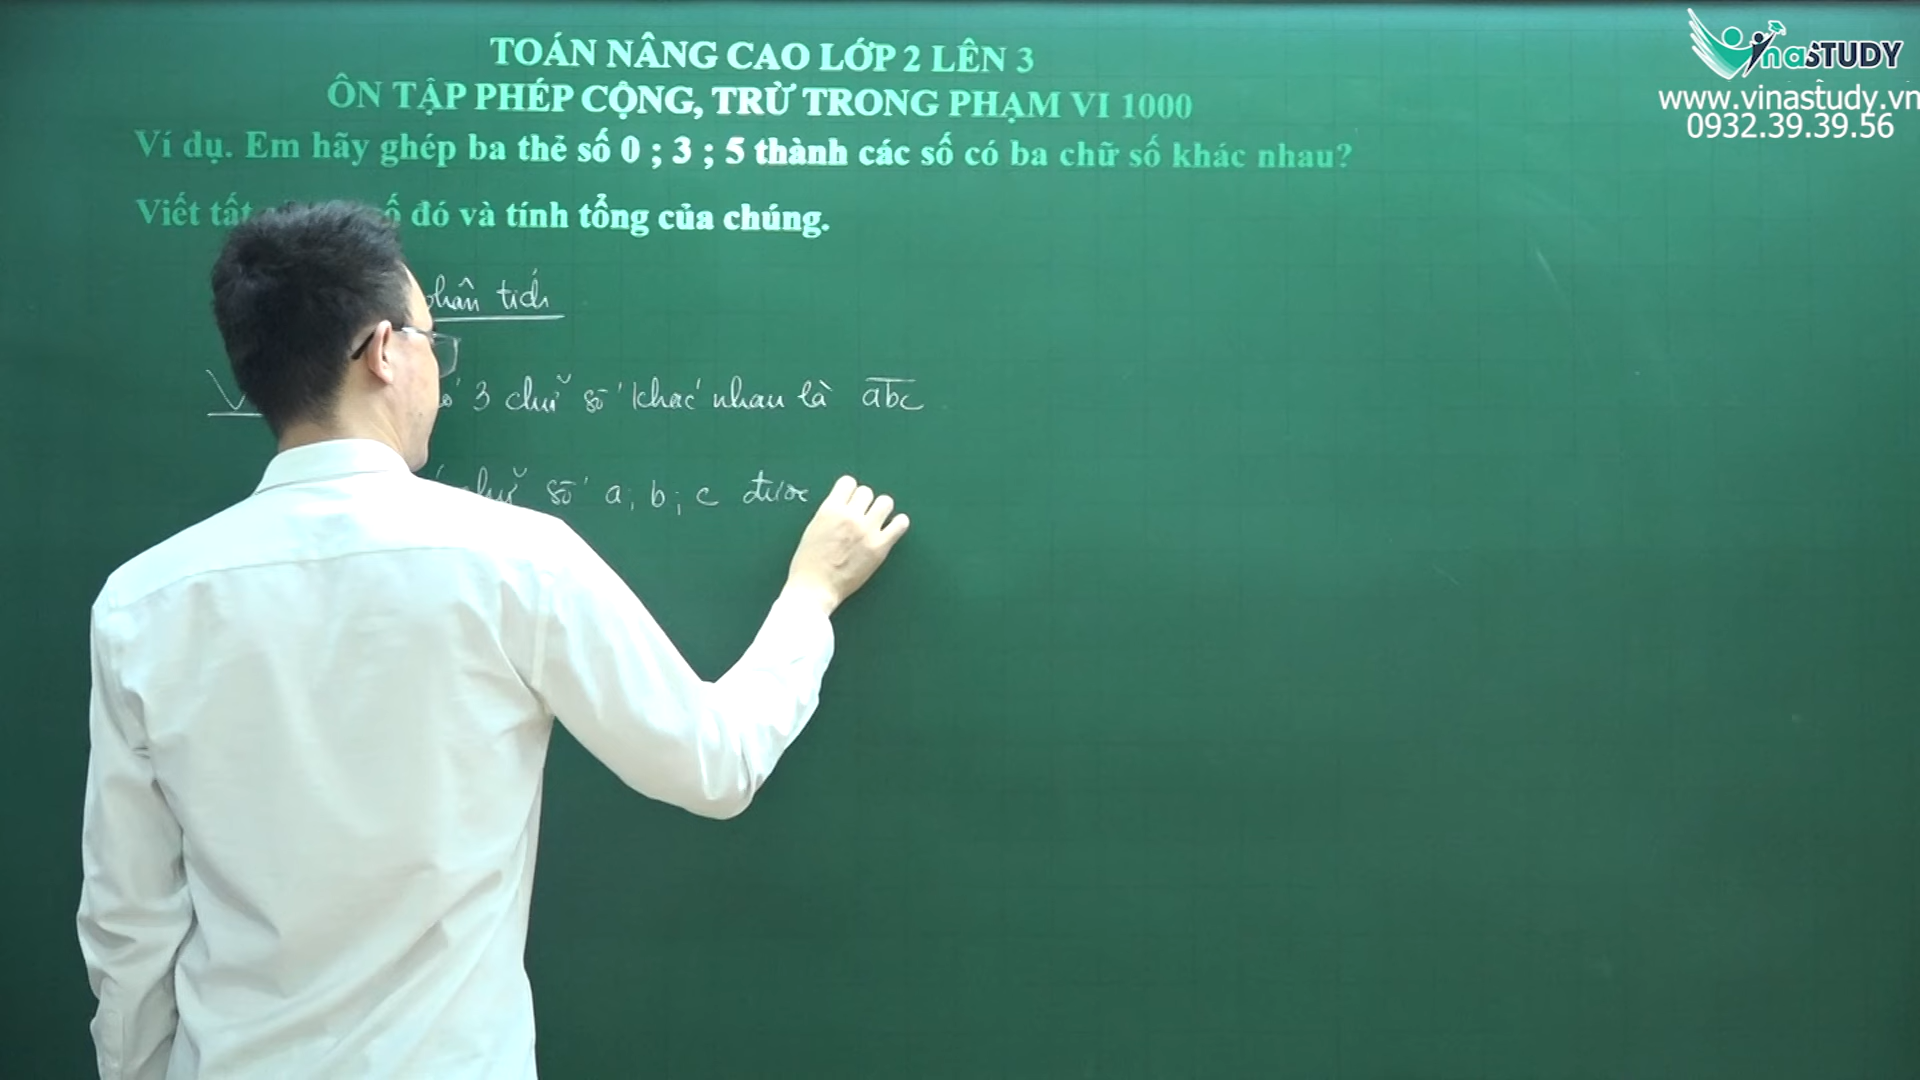 TOÁN NÂNG CAO LỚP 2 LÊN 3
ÔN TẬP PHÉP CỘNG, TRỪ TRONG PHẠM VI 1000
Ví dụ. Em hãy ghép ba thẻ số 0 ; 3 ; 5 thành các số có ba chữ số khác nhau?
Viết tất số đó và tính tổng của chúng.
phân tích
3 chữ số khác nhau là abc
chữ số a; b; c được
VinaSTUDY
www.vinastudy.vn
0932.39.39.56